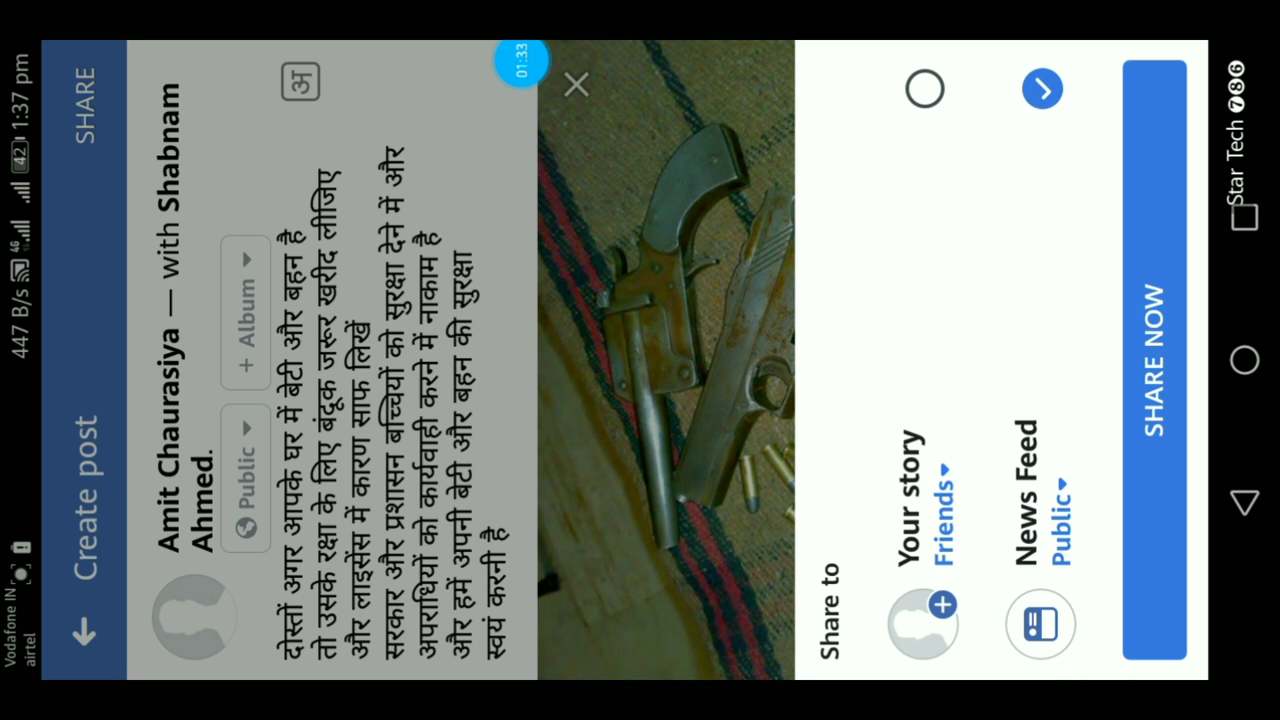 Vodafone IN
airtel
447 B/s 4G 42 1:37 pm
Create post
SHARE
Amit Chaurasiya — with Shabnam
Ahmed.
Public
+ Album
अ
दोस्तों अगर आपके घर में बेटी और बहन है
तो उसके रक्षा के लिए बंदूक जरूर खरीद लीजिए
और लाइसेंस में कारण साफ लिखें
सरकार और प्रशासन बच्चियों को सुरक्षा देने में और
अपराधियों को कार्यवाही करने में नाकाम है
और हमें अपनी बेटी और बहन की सुरक्षा
स्वयं करनी है
01:33
Share to
Your story
Friends
News Feed
Public
SHARE NOW
Star Tech ❼❽❻